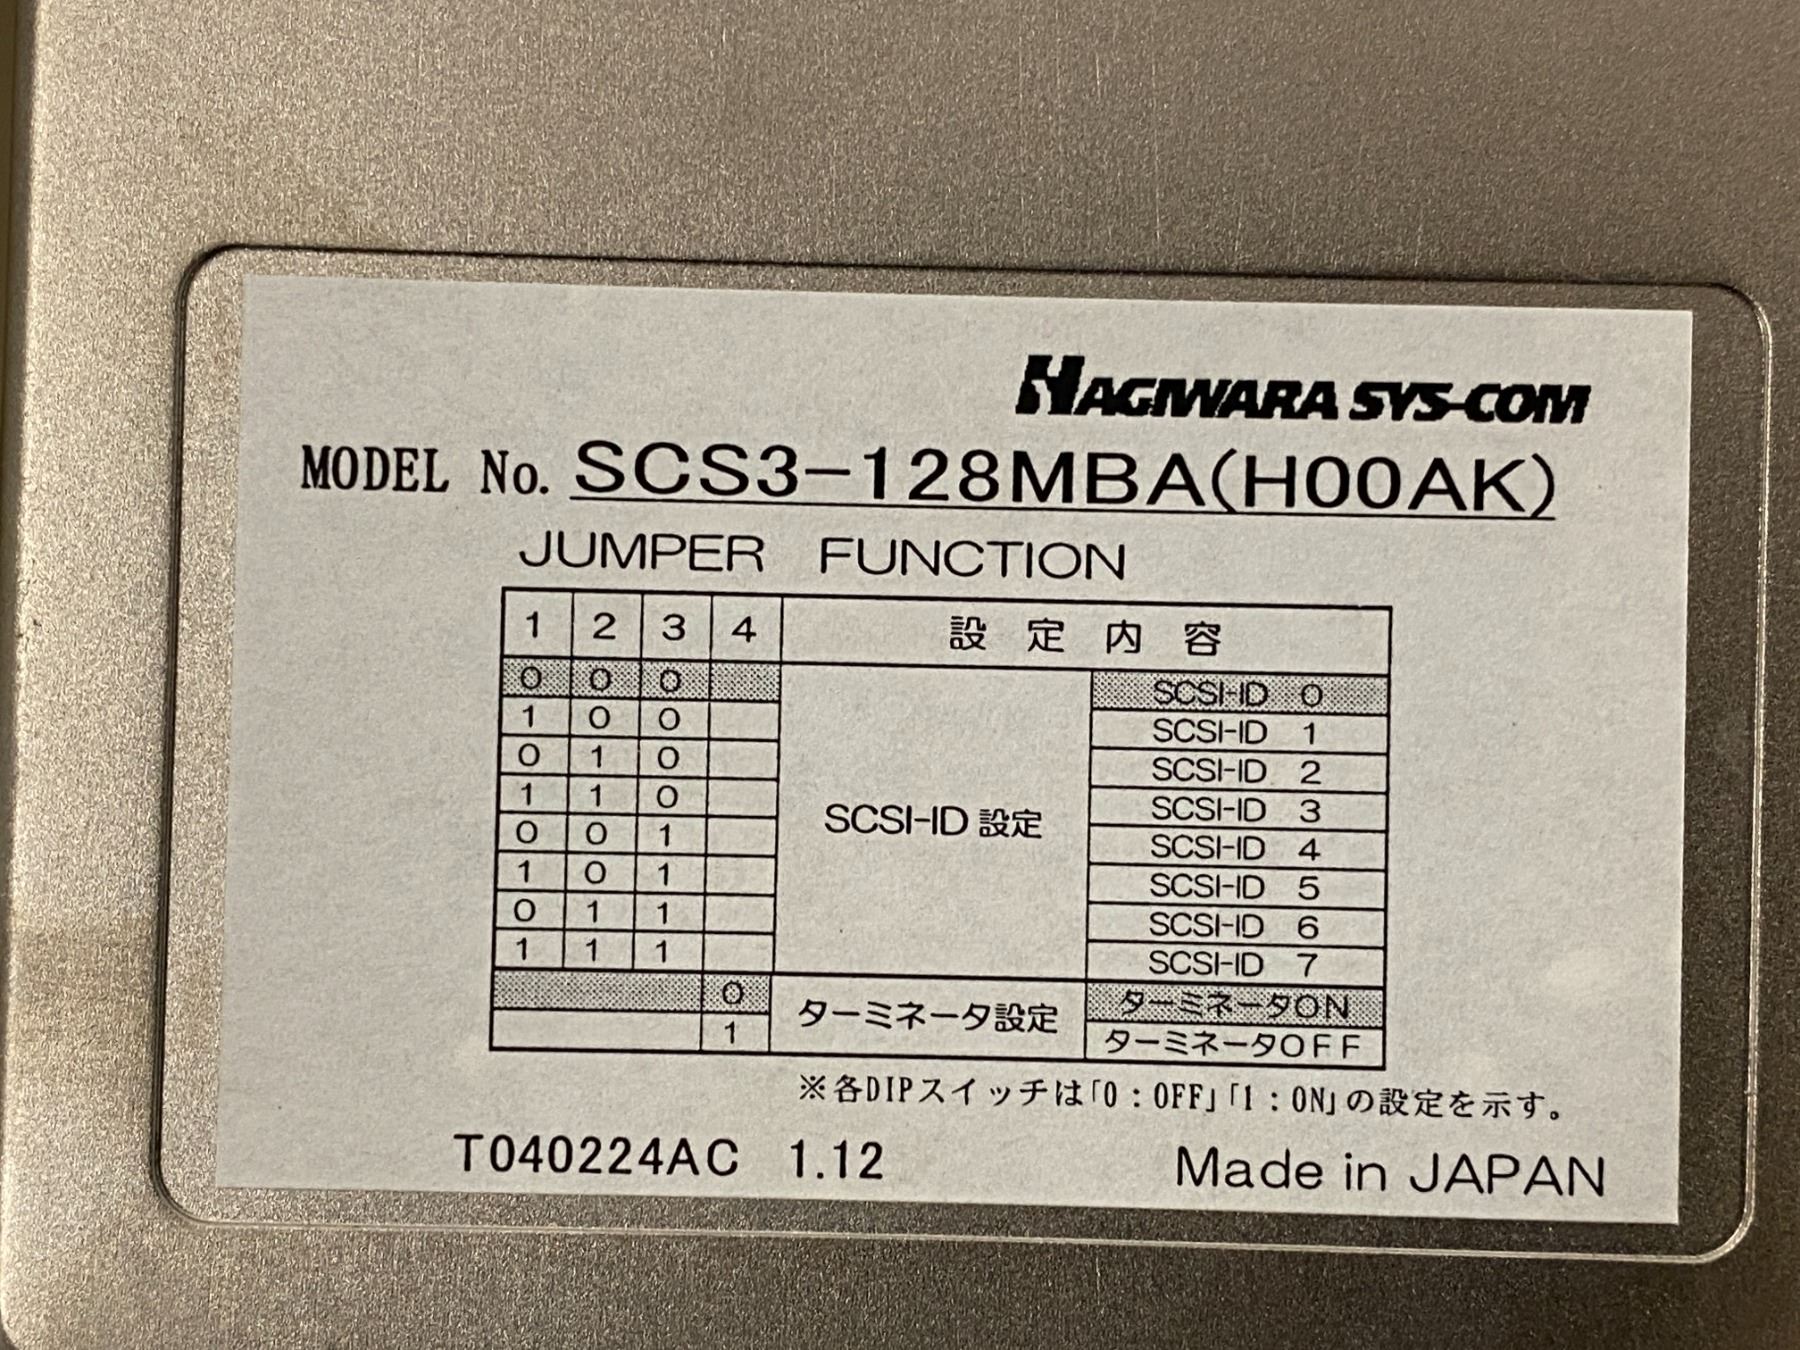 HAGIWARA SYS-COM
MODEL No. SCS3-128MBA(H00AK)
JUMPER FUNCTION
1 2 3 4 設定内容
0 0 0 SCSI-ID 0
1 0 0 SCSI-ID 1
0 1 0 SCSI-ID 2
1 1 0 SCSI-ID 3
SCSI-ID 設定
0 0 1 SCSI-ID 4
1 0 1 SCSI-ID 5
0 1 1 SCSI-ID 6
1 1 1 SCSI-ID 7
0 ターミネータON
ターミネータ設定
1 ターミネータOFF
※各DIPスイッチは「0:OFF」「1:ON」の設定を示す。
T040224AC 1.12 Made in JAPAN